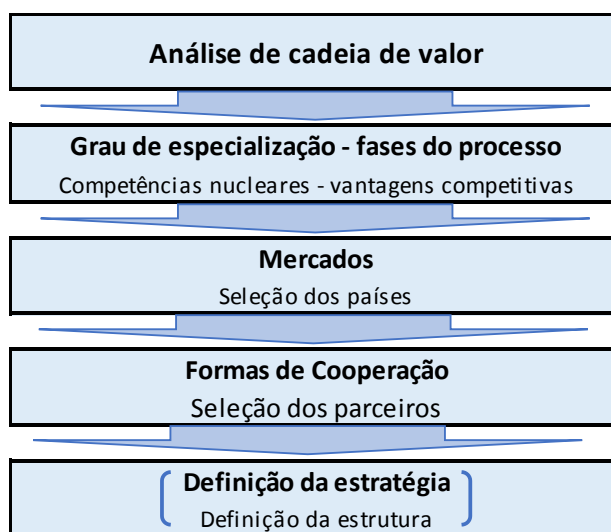 Análise de cadeia de valor
Grau de especialização - fases do processo
Competências nucleares - vantagens competitivas
Mercados
Seleção dos países
Formas de Cooperação
Seleção dos parceiros
Definição da estratégia
Definição da estrutura